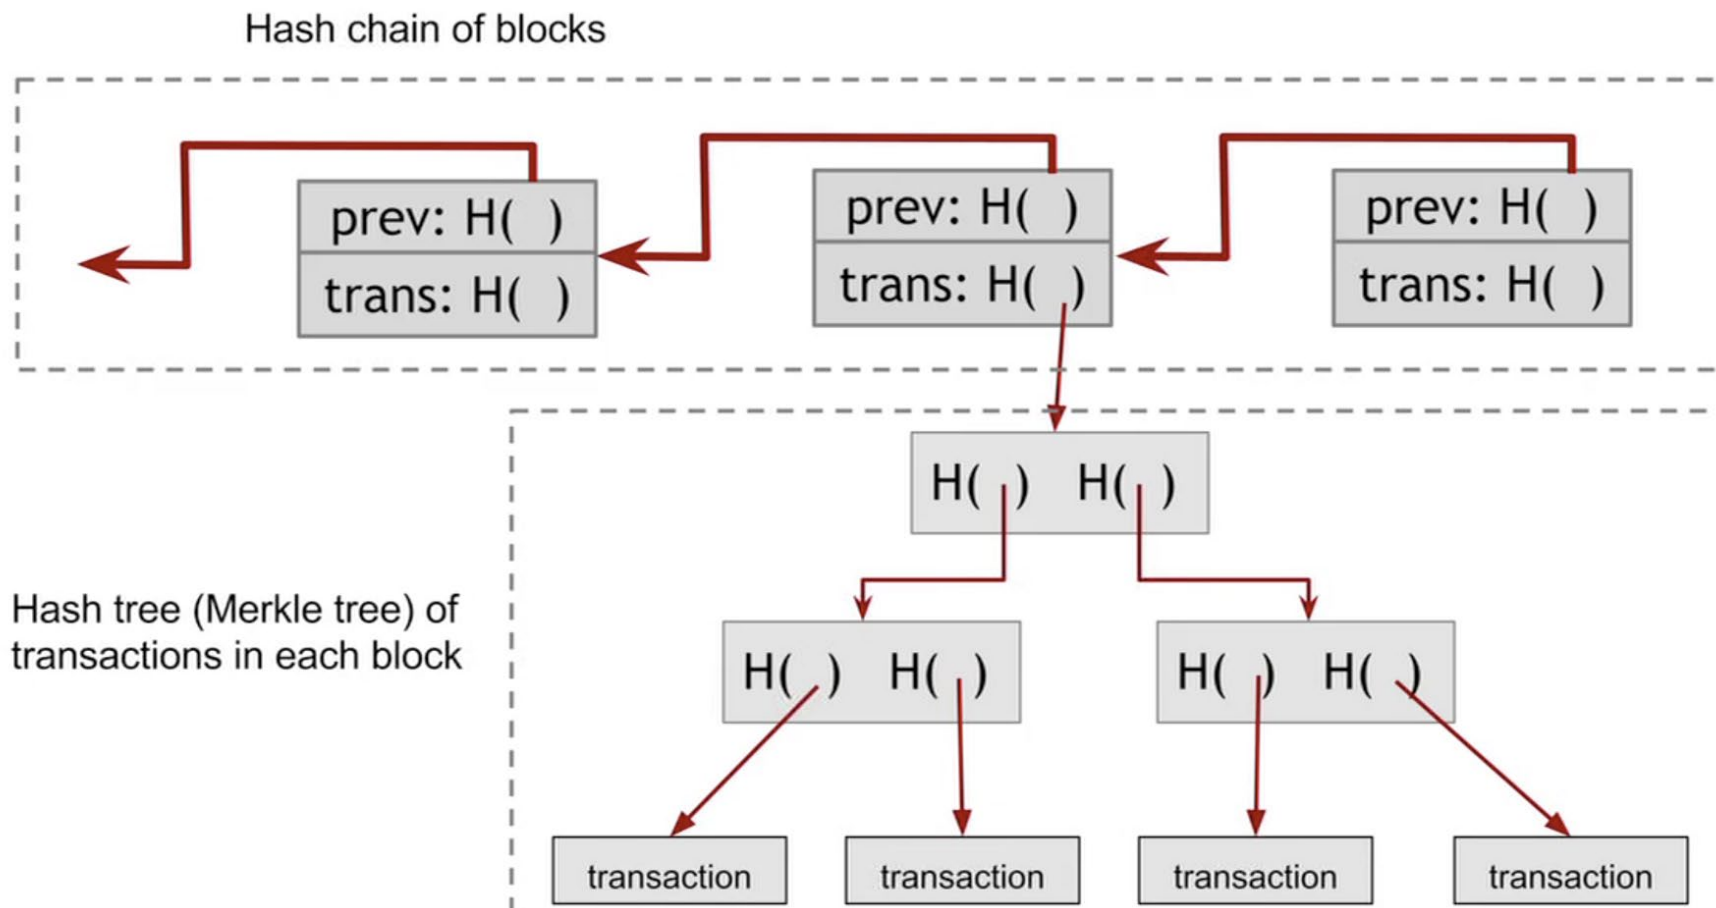 Hash chain of blocks
prev: H( )
trans: H( )
prev: H( )
trans: H( )
prev: H( )
trans: H( )
H( ) H( )
Hash tree (Merkle tree) of
transactions in each block
H( ) H( )
H( ) H( )
transaction
transaction
transaction
transaction